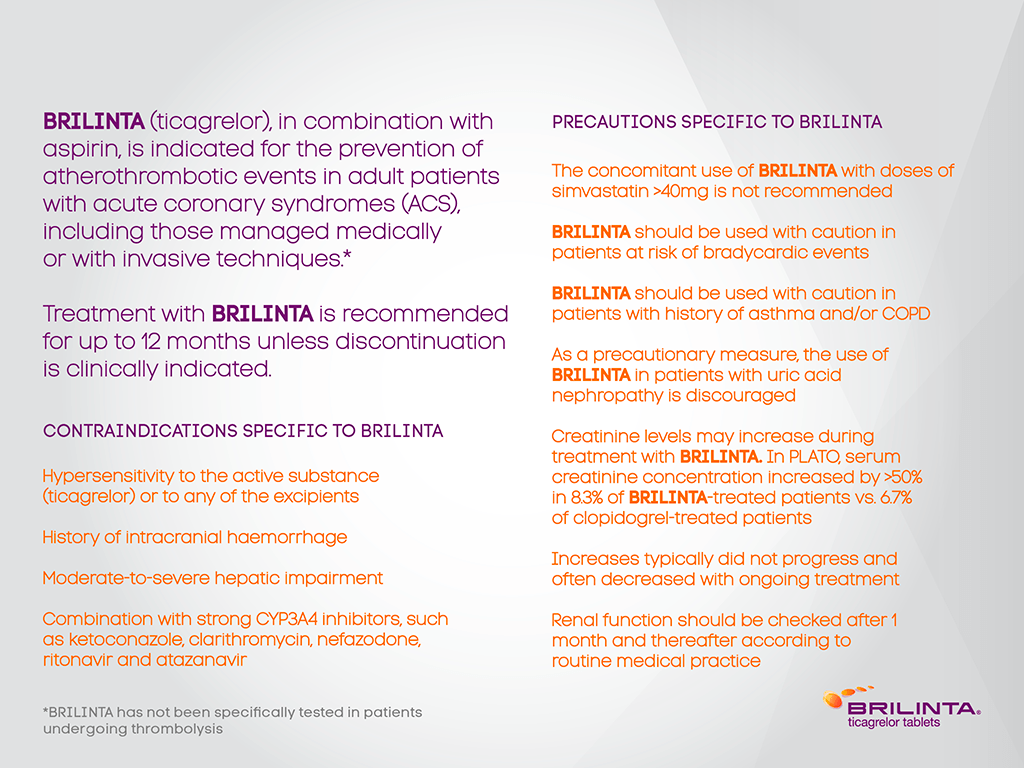 BRILINTA (ticagrelor), in combination with
aspirin, is indicated for the prevention of
atherothrombotic events in adult patients
with acute coronary syndromes (ACS),
including those managed medically
or with invasive techniques.*
Treatment with BRILINTA is recommended
for up to 12 months unless discontinuation
is clinically indicated.
CONTRAINDICATIONS SPECIFIC TO BRILINTA
Hypersensitivity to the active substance
(ticagrelor) or to any of the excipients
History of intracranial haemorrhage
Moderate-to-severe hepatic impairment
Combination with strong CYP3A4 inhibitors, such
as ketoconazole, clarithromycin, nefazodone,
ritonavir and atazanavir
*BRILINTA has not been specifically tested in patients
undergoing thrombolysis
PRECAUTIONS SPECIFIC TO BRILINTA
The concomitant use of BRILINTA with doses of
simvastatin >40mg is not recommended
BRILINTA should be used with caution in
patients at risk of bradycardic events
BRILINTA should be used with caution in
patients with history of asthma and/or COPD
As a precautionary measure, the use of
BRILINTA in patients with uric acid
nephropathy is discouraged
Creatinine levels may increase during
treatment with BRILINTA. In PLATO, serum
creatinine concentration increased by >50%
in 8.3% of BRILINTA-treated patients vs. 6.7%
of clopidogrel-treated patients
Increases typically did not progress and
often decreased with ongoing treatment
Renal function should be checked after 1
month and thereafter according to
routine medical practice
BRILINTA®
ticagrelor tablets